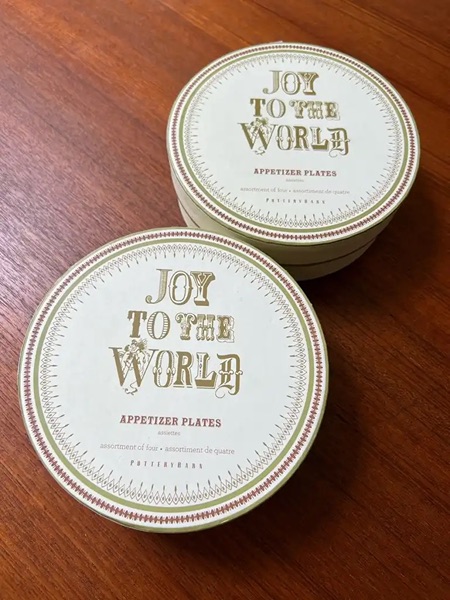 JOY
TO THE
WORLD
APPETIZER PLATES
assiettes
assortment of four • assortiment de quatre
POTTERYBARN
JOY
TO THE
WORLD
APPETIZER PLATES
assiettes
assortment of four • assortiment de quatre
POTTERYBARN